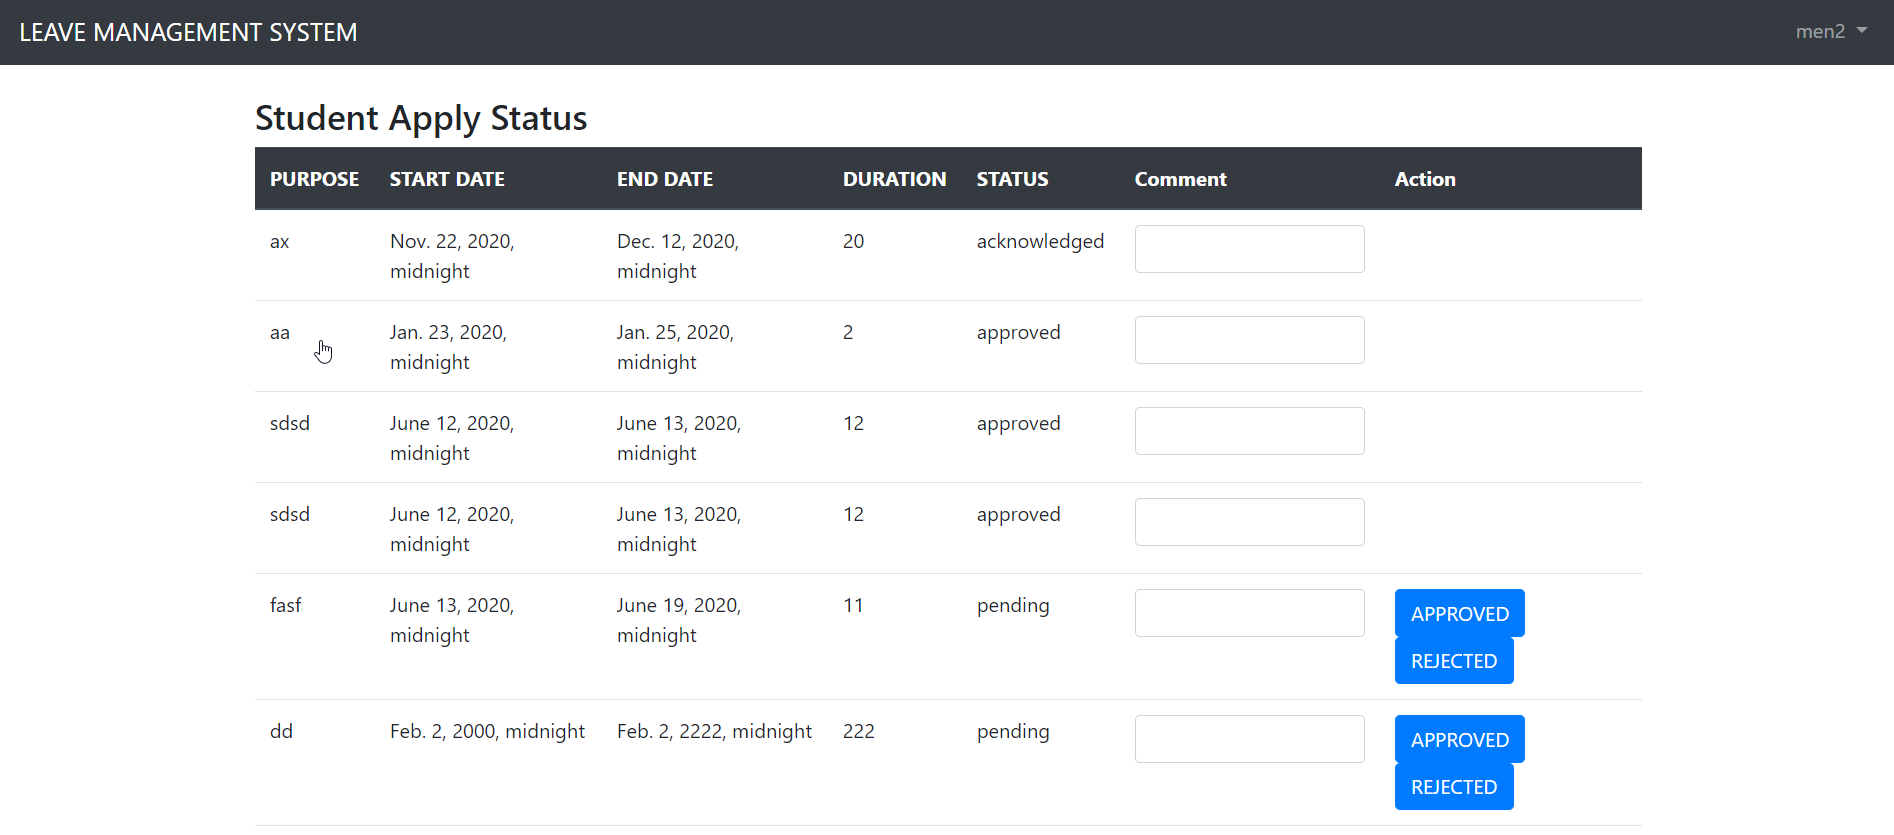 LEAVE MANAGEMENT SYSTEM men2
Student Apply Status
PURPOSE START DATE END DATE DURATION STATUS Comment Action
ax Nov. 22, 2020, Dec. 12, 2020, 20 acknowledged
midnight midnight
aa Jan. 23, 2020, Jan. 25, 2020, 2 approved
midnight midnight
sdsd June 12, 2020, June 13, 2020, 12 approved
midnight midnight
sdsd June 12, 2020, June 13, 2020, 12 approved
midnight midnight
fasf June 13, 2020, June 19, 2020, 11 pending APPROVED
midnight midnight
REJECTED
dd Feb. 2, 2000, midnight Feb. 2, 2222, midnight 222 pending APPROVED
REJECTED